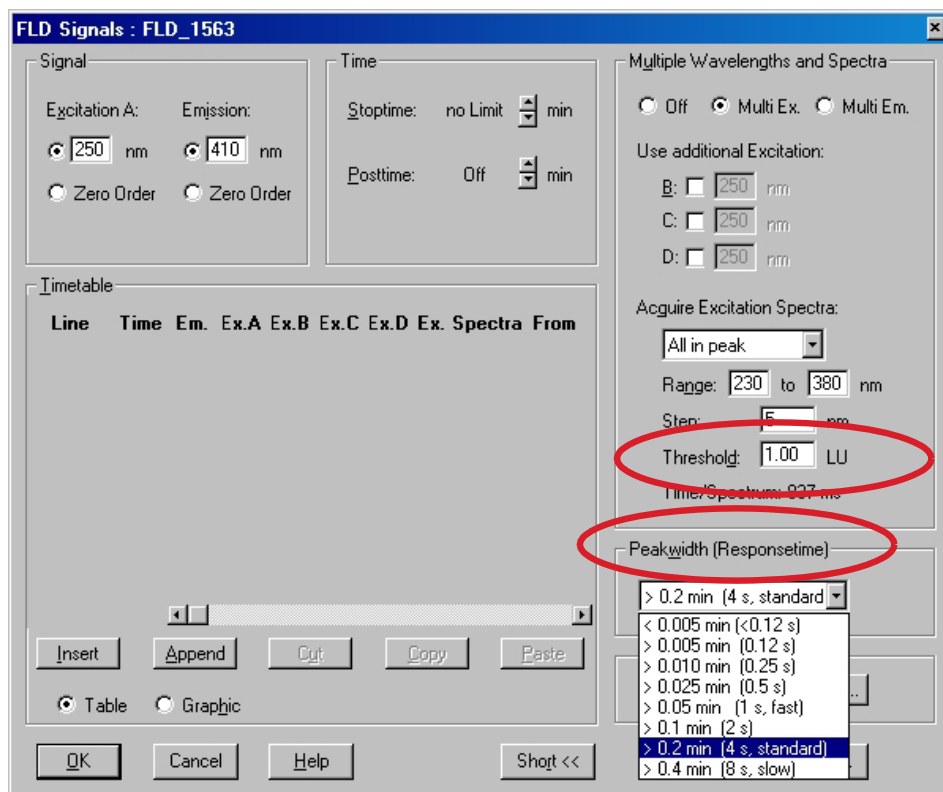 FLD Signals : FLD_1563
Signal
Excitation A: Emission:
250 nm 410 nm
Zero Order Zero Order
Time
Stoptime: no Limit min
Posttime: Off min
Multiple Wavelengths and Spectra
Off Multi Ex. Multi Em.
Use additional Excitation:
B: 250 nm
C: 250 nm
D: 250 nm
Acquire Excitation Spectra:
All in peak
Range: 230 to 380 nm
Step: 5 nm
Threshold: 1.00 LU
Time/Spectrum: 837 ms
Timetable
Line Time Em. Ex.A Ex.B Ex.C Ex.D Ex. Spectra From
Insert Append Cut Copy Paste
Table Graphic
Peakwidth (Responsetime)
> 0.2 min (4 s, standard
< 0.005 min (<0.12 s)
> 0.005 min (0.12 s)
> 0.010 min (0.25 s)
> 0.025 min (0.5 s)
> 0.05 min (1 s, fast)
> 0.1 min (2 s)
> 0.2 min (4 s, standard)
> 0.4 min (8 s, slow)
OK Cancel Help Short <<